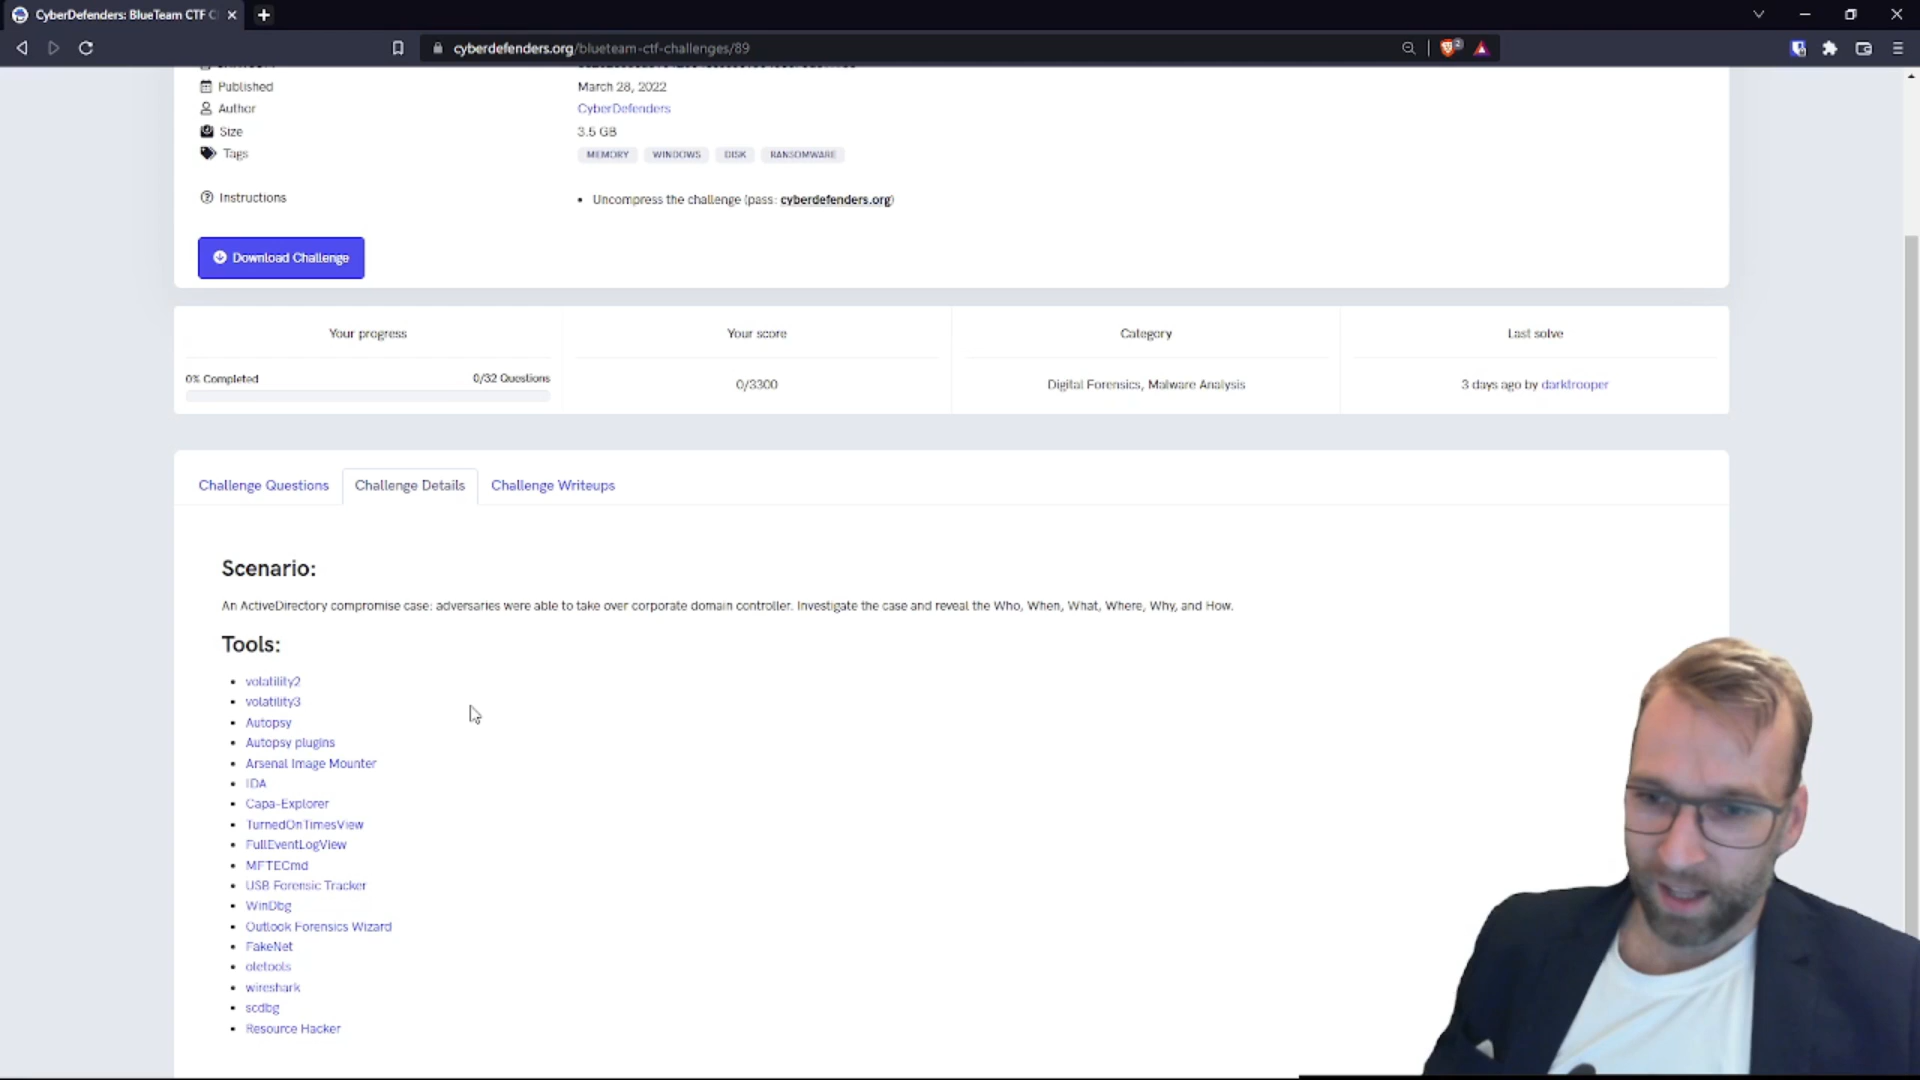 CyberDefenders: BlueTeam CTF C
cyberdefenders.org/blueteam-ctf-challenges/89
2
Published March 28, 2022
Author CyberDefenders
Size 3.5 GB
Tags MEMORY WINDOWS DISK RANSOMWARE
Instructions • Uncompress the challenge (pass: cyberdefenders.org)
Download Challenge
Your progress Your score Category Last solve
0% Completed 0/32 Questions 0/3300 Digital Forensics, Malware Analysis 3 days ago by darktrooper
Challenge Questions Challenge Details Challenge Writeups
Scenario:
An ActiveDirectory compromise case: adversaries were able to take over corporate domain controller. Investigate the case and reveal the Who, When, What, Where, Why, and How.
Tools:
• volatility2
• volatility3
• Autopsy
• Autopsy plugins
• Arsenal Image Mounter
• IDA
• Capa-Explorer
• TurnedOnTimesView
• FullEventLogView
• MFTECmd
• USB Forensic Tracker
• WinDbg
• Outlook Forensics Wizard
• FakeNet
• oletools
• wireshark
• scdbg
• Resource Hacker